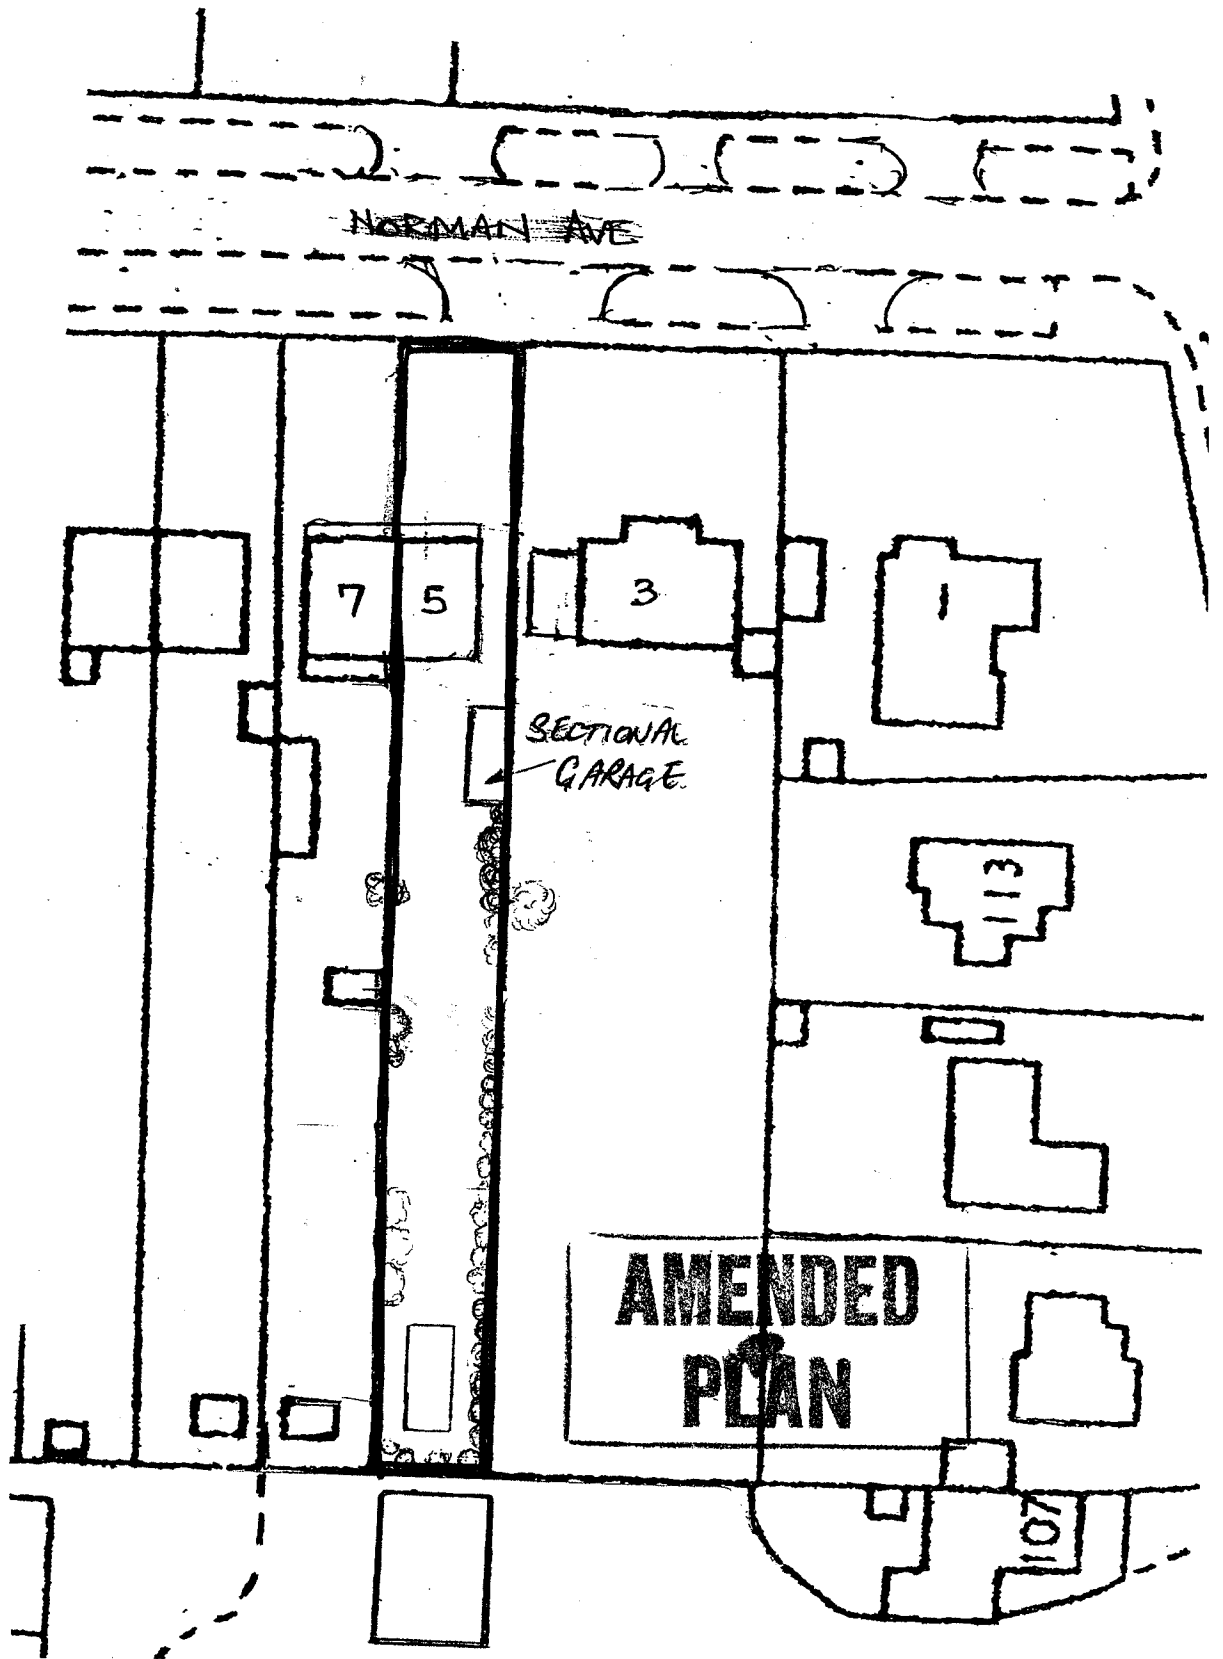 NORMAN AVE
7
5
3
1
SECTIONAL
GARAGE
113
AMENDED
PLAN
107